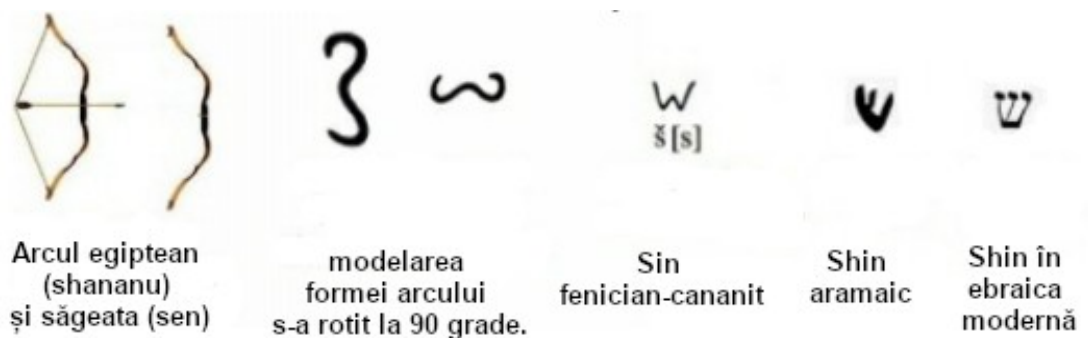 š[s]
ש
Arcul egiptean
(shananu)
și săgeata (sen)
modelarea
formei arcului
s-a rotit la 90 grade.
Sin
fenician-cananit
Shin
aramaic
Shin în
ebraica
modernă